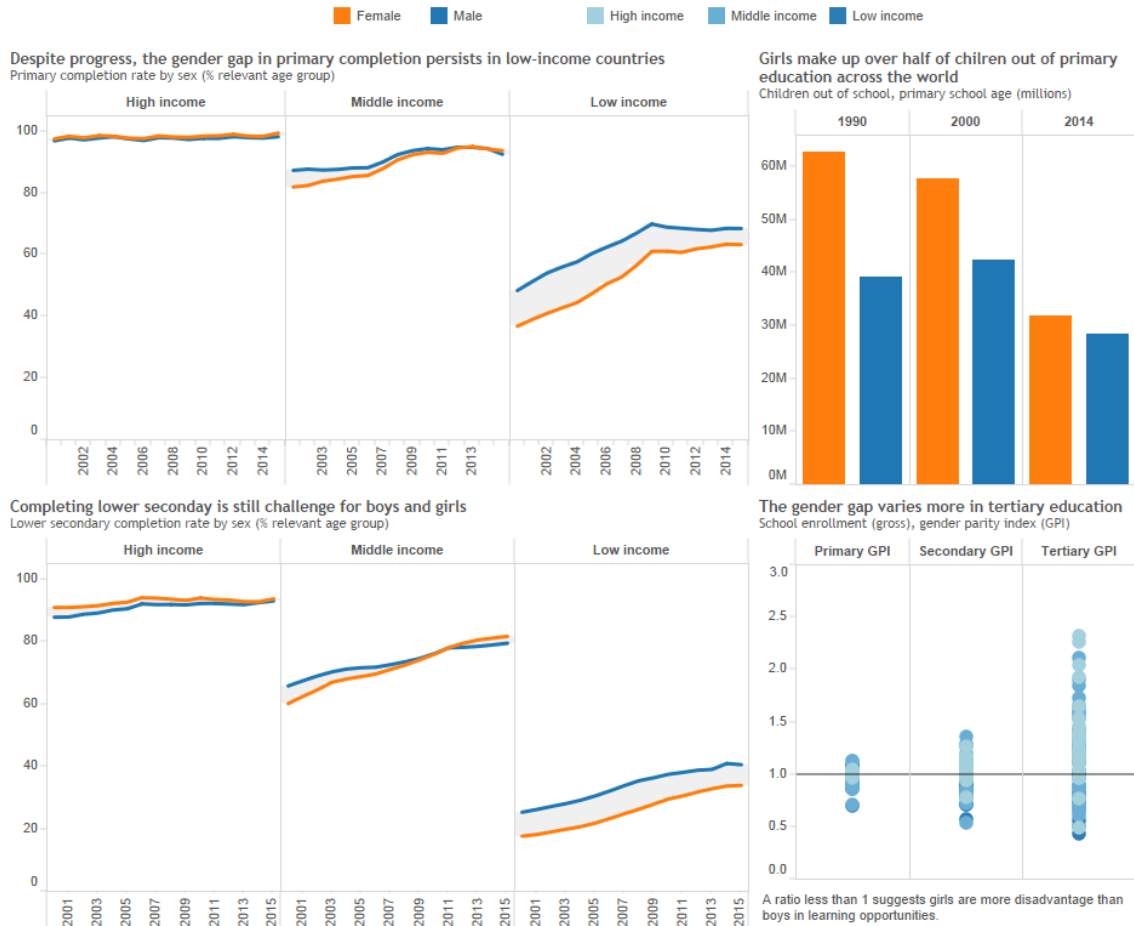 Female Male High income Middle income Low income
Despite progress, the gender gap in primary completion persists in low-income countries
Primary completion rate by sex (% relevant age group)
High income Middle income Low income
100
80
60
40
20
0
2002 2004 2006 2008 2010 2012 2014 2003 2005 2007 2009 2011 2013 2002 2004 2006 2008 2010 2012 2014
Girls make up over half of chilren out of primary
education across the world
Children out of school, primary school age (millions)
1990 2000 2014
60M
50M
40M
30M
20M
10M
0M
Completing lower seconday is still challenge for boys and girls
Lower secondary completion rate by sex (% relevant age group)
High income Middle income Low income
100
80
60
40
20
0
2001 2003 2005 2007 2009 2011 2013 2015 2001 2003 2005 2007 2009 2011 2013 2015 2001 2003 2005 2007 2009 2011 2013 2015
The gender gap varies more in tertiary education
School enrollment (gross), gender parity index (GPI)
Primary GPI Secondary GPI Tertiary GPI
3.0
2.5
2.0
1.5
1.0
0.5
0.0
A ratio less than 1 suggests girls are more disadvantage than
boys in learning opportunities.